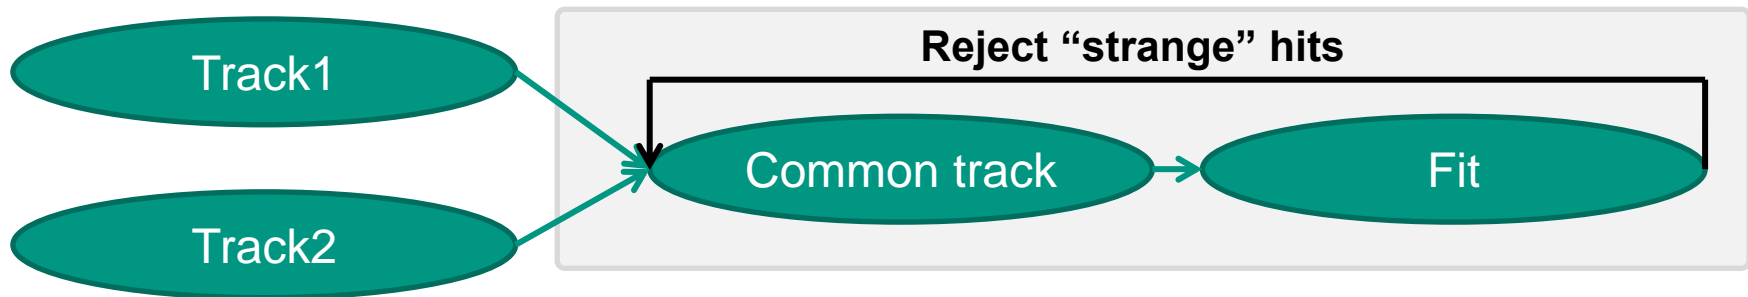 Reject “strange” hits
Track1
Common track
Fit
Track2